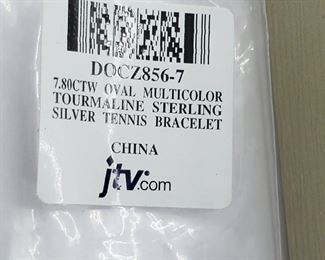 DOCZ856-7
7.80CTW OVAL MULTICOLOR
TOURMALINE STERLING
SILVER TENNIS BRACELET
CHINA
jtv.com